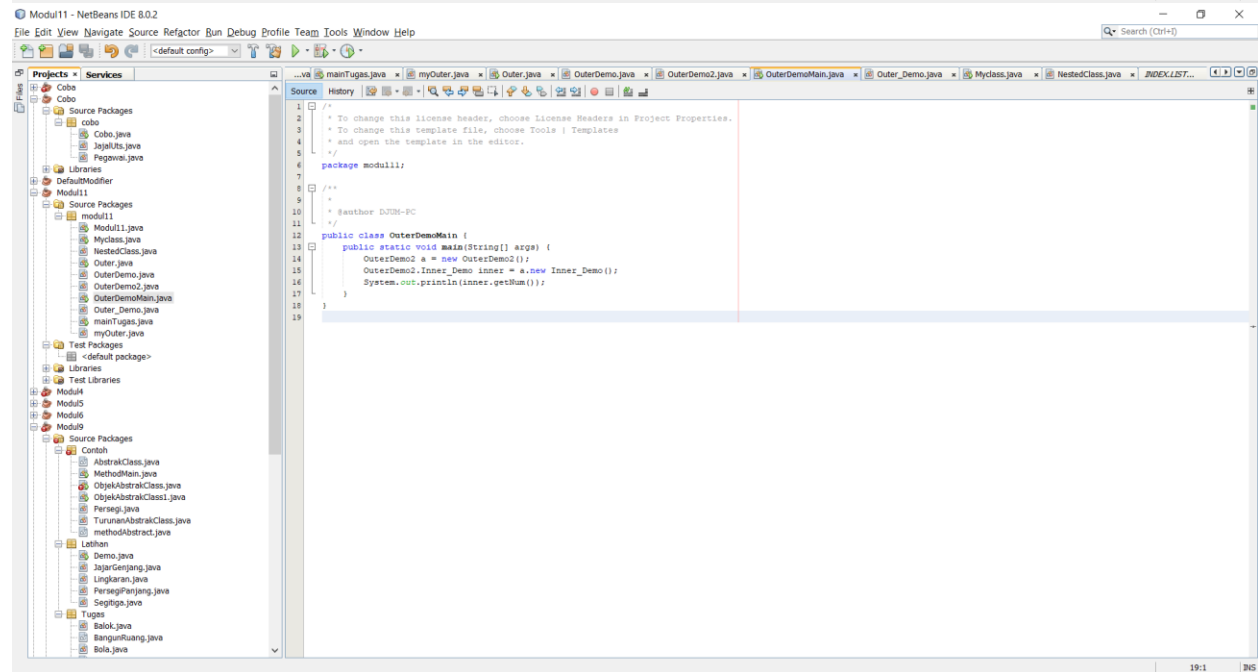 Modul11 - NetBeans IDE 8.0.2
File Edit View Navigate Source Refactor Run Debug Profile Team Tools Window Help
Search (Ctrl+I)
<default config>
Files
Projects × Services
Coba
Cobo
Source Packages
cobo
Cobo.java
JajalUts.java
Pegawai.java
Libraries
DefaultModifier
Modul11
Source Packages
modul11
Modul11.java
Myclass.java
NestedClass.java
Outer.java
OuterDemo.java
OuterDemo2.java
OuterDemoMain.java
Outer_Demo.java
mainTugas.java
myOuter.java
Test Packages
<default package>
Libraries
Test Libraries
Modul4
Modul5
Modul6
Modul9
Source Packages
Contoh
AbstrakClass.java
MethodMain.java
ObjekAbstrakClass.java
ObjekAbstrakClass1.java
Persegi.java
TurunanAbstrakClass.java
methodAbstract.java
Latihan
Demo.java
JajarGenjang.java
Lingkaran.java
PersegiPanjang.java
Segitiga.java
Tugas
Balok.java
BangunRuang.java
Bola.java
...va mainTugas.java × myOuter.java × Outer.java × OuterDemo.java × OuterDemo2.java × OuterDemoMain.java × Outer_Demo.java × Myclass.java × NestedClass.java × INDEX.LIST...
Source History
1 /*
2 * To change this license header, choose License Headers in Project Properties.
3 * To change this template file, choose Tools | Templates
4 * and open the template in the editor.
5 */
6 package modul11;
7
8 /**
9 *
10 * @author DJUM-PC
11 */
12 public class OuterDemoMain {
13 public static void main(String[] args) {
14 OuterDemo2 a = new OuterDemo2();
15 OuterDemo2.Inner_Demo inner = a.new Inner_Demo();
16 System.out.println(inner.getNum());
17 }
18 }
19
19:1 INS